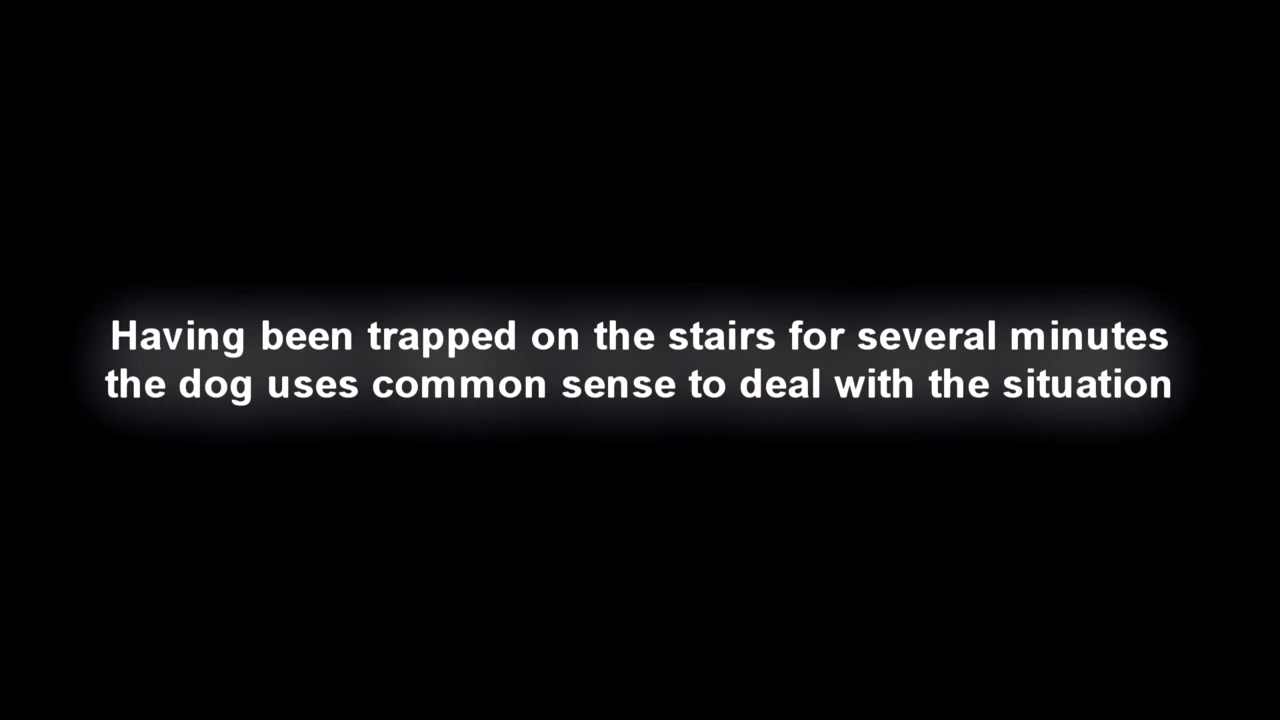 Having been trapped on the stairs for several minutes
the dog uses common sense to deal with the situation